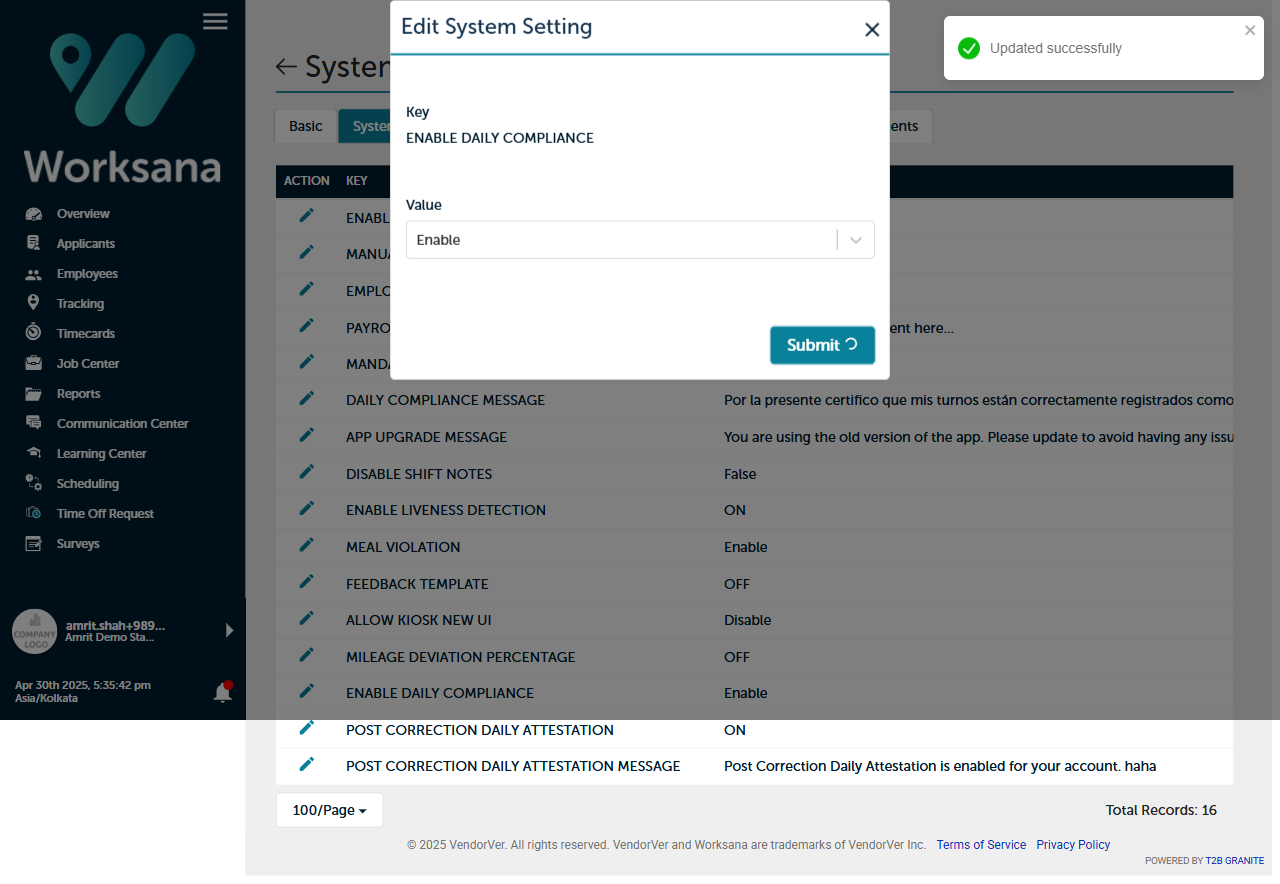 Worksana
Overview
Applicants
Employees
Tracking
Timecards
Job Center
Reports
Communication Center
Learning Center
Scheduling
Time Off Request
Surveys
COMPANY
LOGO
amrit.shah+989...
Amrit Demo Sta...
Apr 30th 2025, 5:35:42 pm
Asia/Kolkata
Edit System Setting
Key
ENABLE DAILY COMPLIANCE
Value
Enable
Submit
Updated successfully
Basic
ACTION KEY
ent here...
DAILY COMPLIANCE MESSAGE Por la presente certifico que mis turnos están correctamente registrados como
APP UPGRADE MESSAGE You are using the old version of the app. Please update to avoid having any issu
DISABLE SHIFT NOTES False
ENABLE LIVENESS DETECTION ON
MEAL VIOLATION Enable
FEEDBACK TEMPLATE OFF
ALLOW KIOSK NEW UI Disable
MILEAGE DEVIATION PERCENTAGE OFF
ENABLE DAILY COMPLIANCE Enable
POST CORRECTION DAILY ATTESTATION ON
POST CORRECTION DAILY ATTESTATION MESSAGE Post Correction Daily Attestation is enabled for your account. haha
100/Page
Total Records: 16
© 2025 VendorVer. All rights reserved. VendorVer and Worksana are trademarks of VendorVer Inc. Terms of Service Privacy Policy
POWERED BY T2B GRANITE